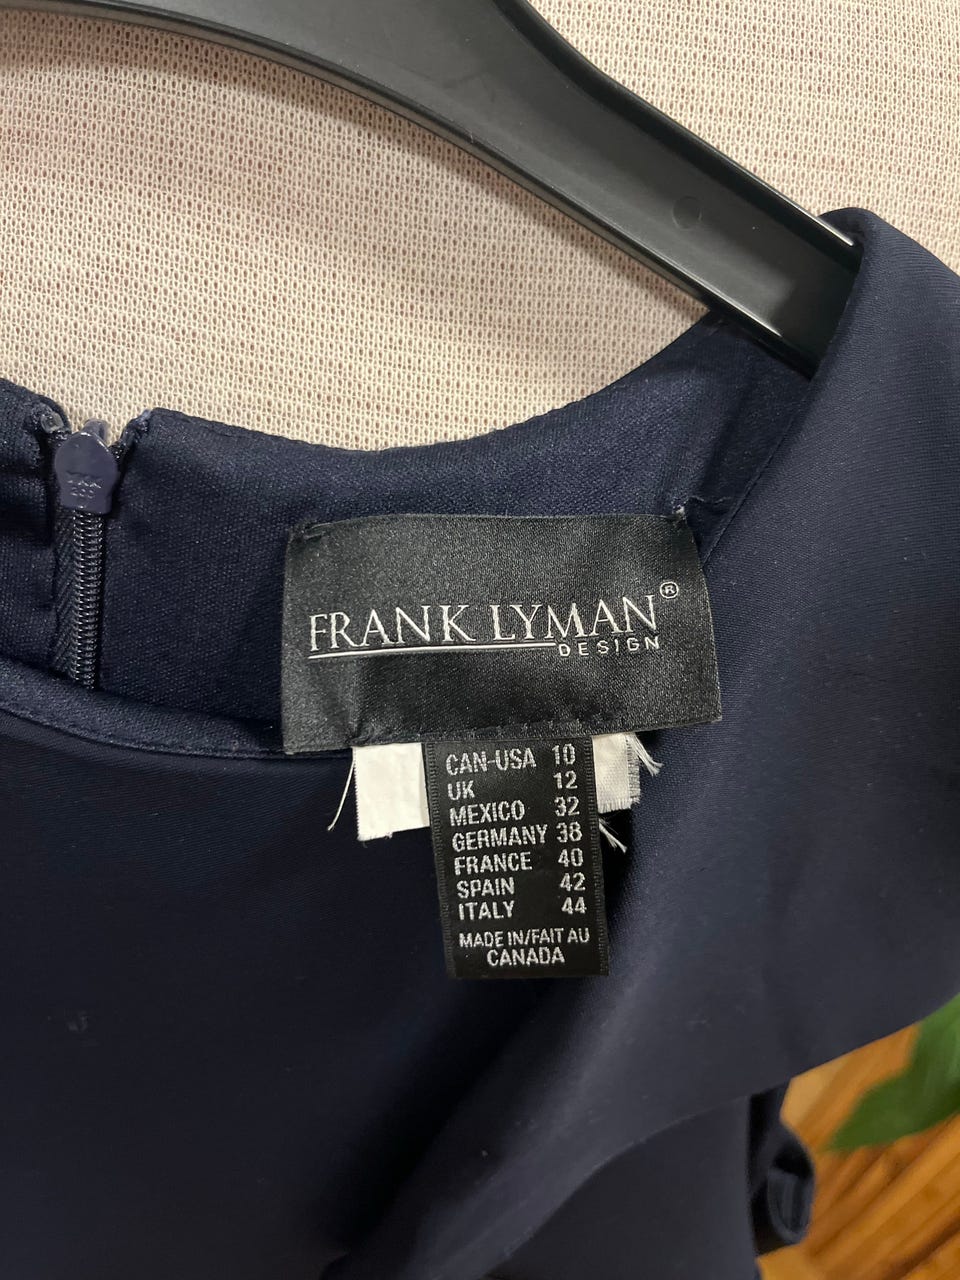 YKK
FRANK LYMAN®
DESIGN
CAN-USA 10
UK 12
MEXICO 32
GERMANY 38
FRANCE 40
SPAIN 42
ITALY 44
MADE IN/FAIT AU
CANADA